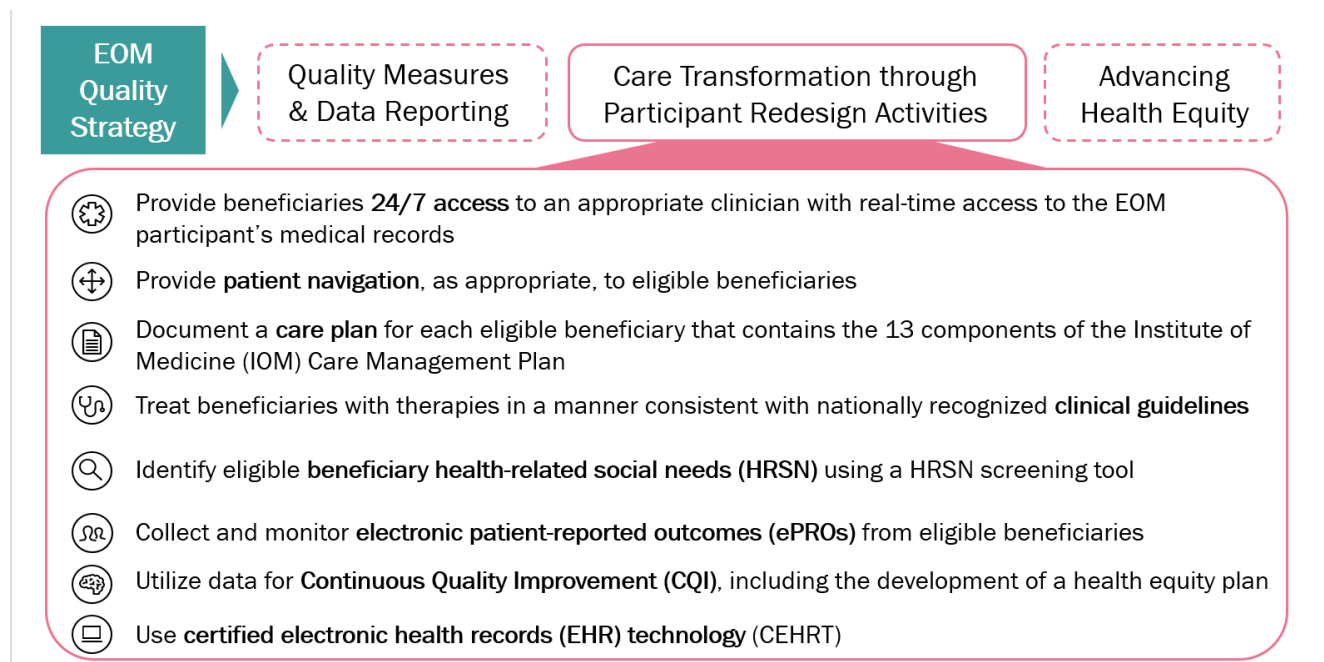 EOM
Quality
Strategy
Quality Measures
& Data Reporting
Care Transformation through
Participant Redesign Activities
Advancing
Health Equity
Provide beneficiaries 24/7 access to an appropriate clinician with real-time access to the EOM
participant’s medical records
Provide patient navigation, as appropriate, to eligible beneficiaries
Document a care plan for each eligible beneficiary that contains the 13 components of the Institute of
Medicine (IOM) Care Management Plan
Treat beneficiaries with therapies in a manner consistent with nationally recognized clinical guidelines
Identify eligible beneficiary health-related social needs (HRSN) using a HRSN screening tool
Collect and monitor electronic patient-reported outcomes (ePROs) from eligible beneficiaries
Utilize data for Continuous Quality Improvement (CQI), including the development of a health equity plan
Use certified electronic health records (EHR) technology (CEHRT)